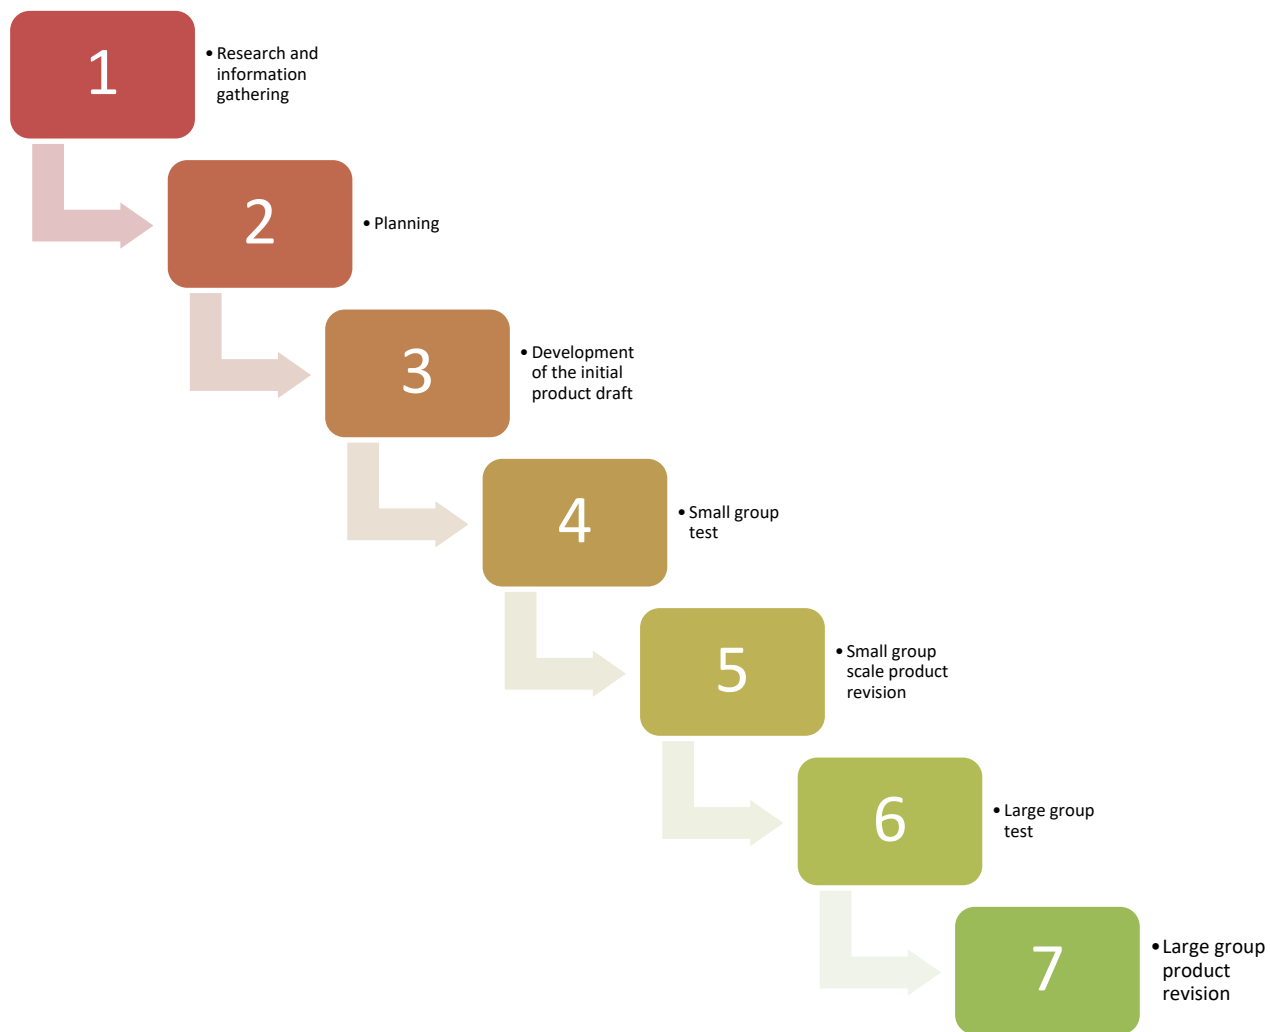 1
• Research and
information
gathering
2
• Planning
3
• Development
of the initial
product draft
4
• Small group
test
5
• Small group
scale product
revision
6
• Large group
test
7
• Large group
product
revision